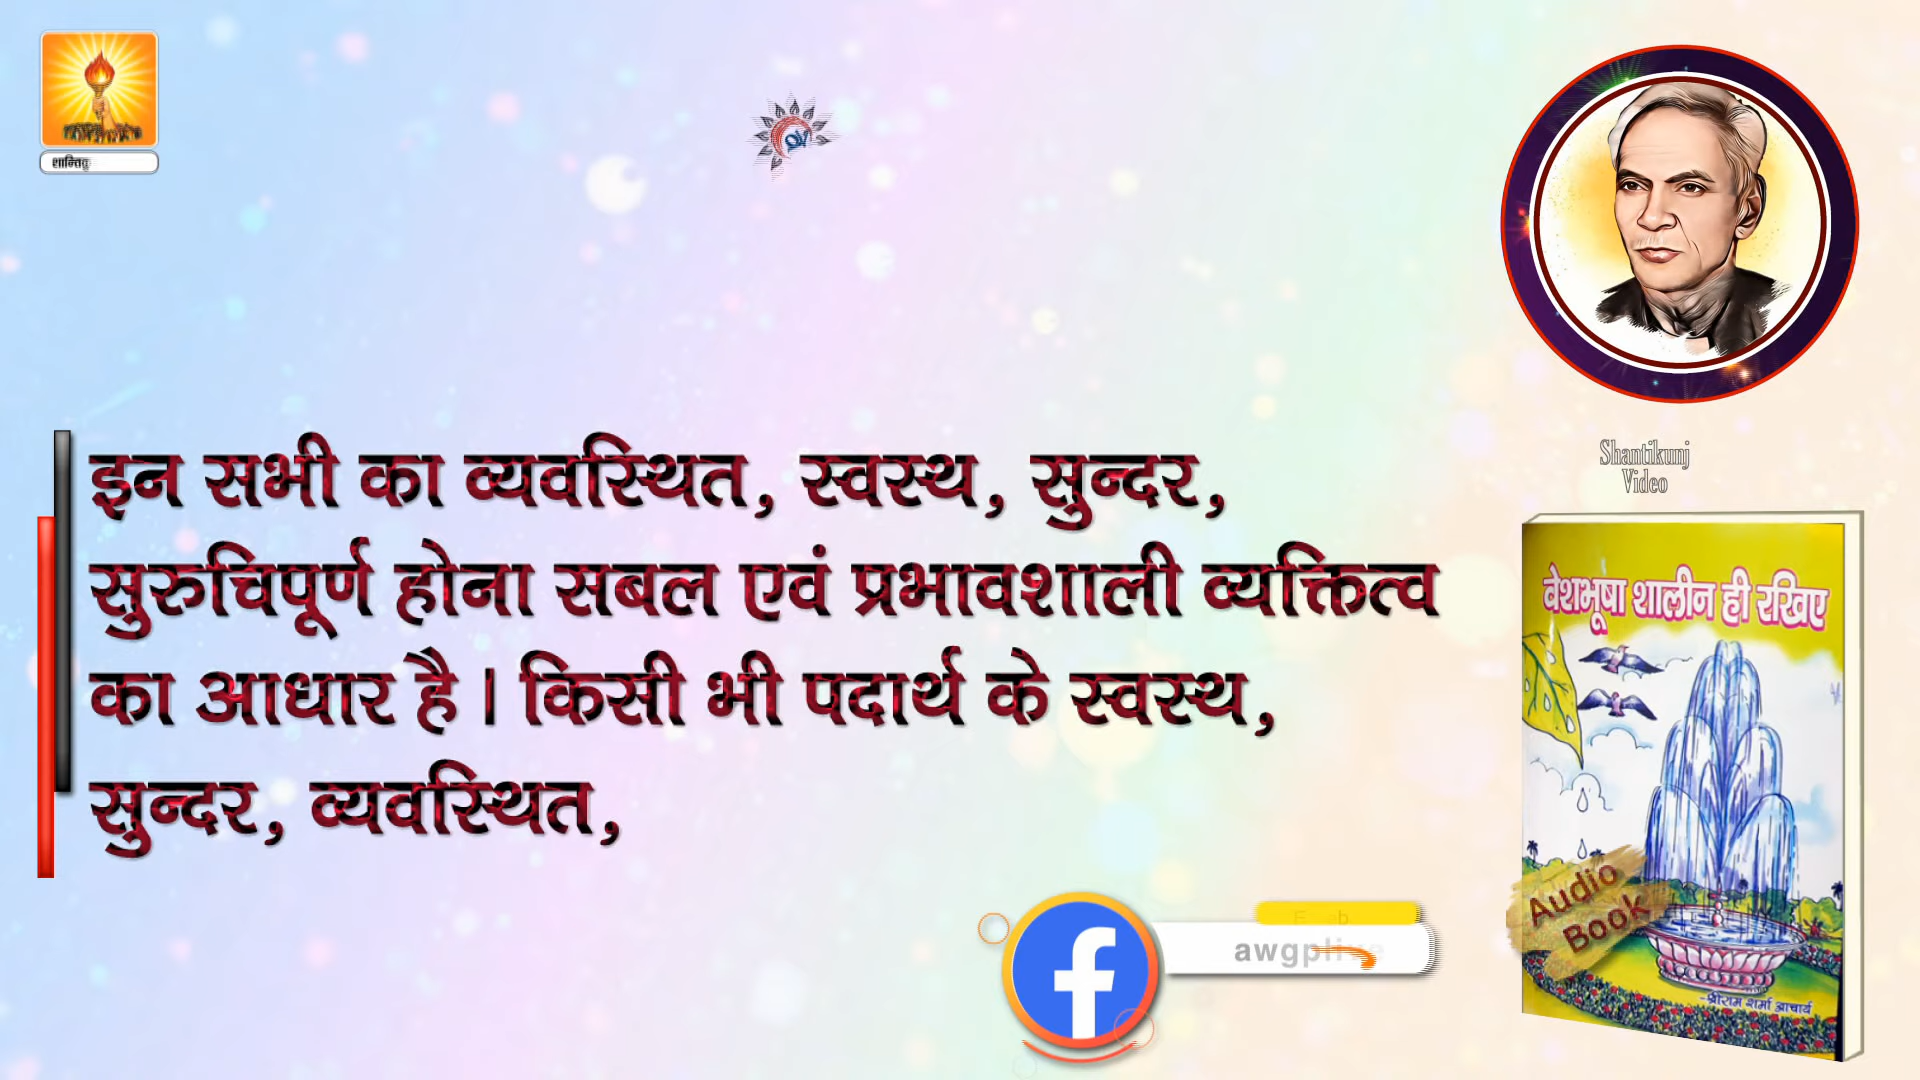 इन सभी का व्यवस्थित, स्वस्थ, सुन्दर,
सुरुचिपूर्ण होना सबल एवं प्रभावशाली व्यक्तित्व
का आधार है । किसी भी पदार्थ के स्वस्थ,
सुन्दर, व्यवस्थित,
Shantikunj
Video
वेशभूषा शालीन ही रखिए
Audio
Book
-श्रीराम शर्मा आचार्य